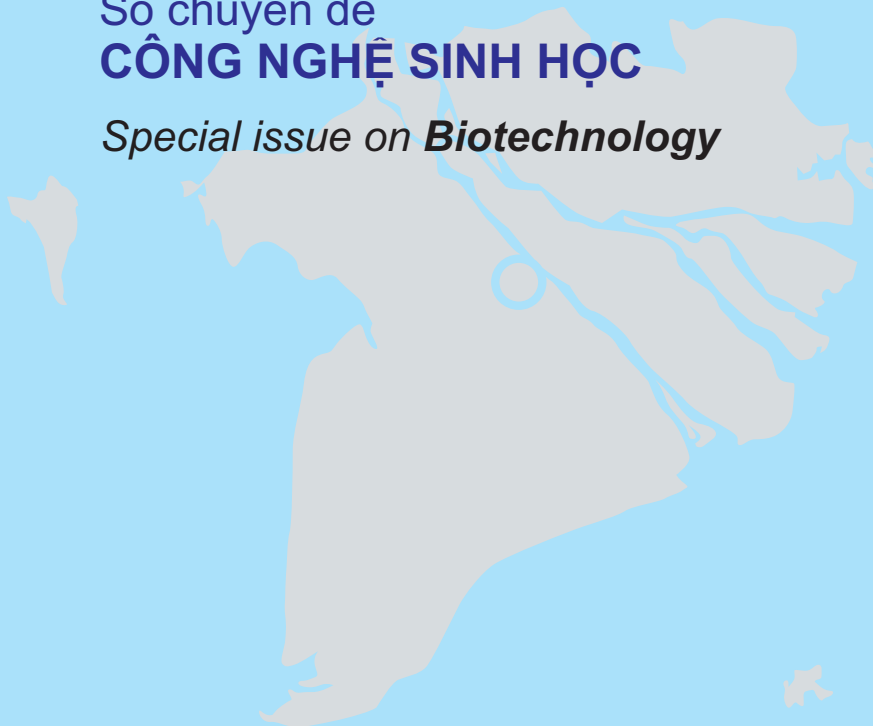 Số chuyên đề
CÔNG NGHỆ SINH HỌC
Special issue on Biotechnology